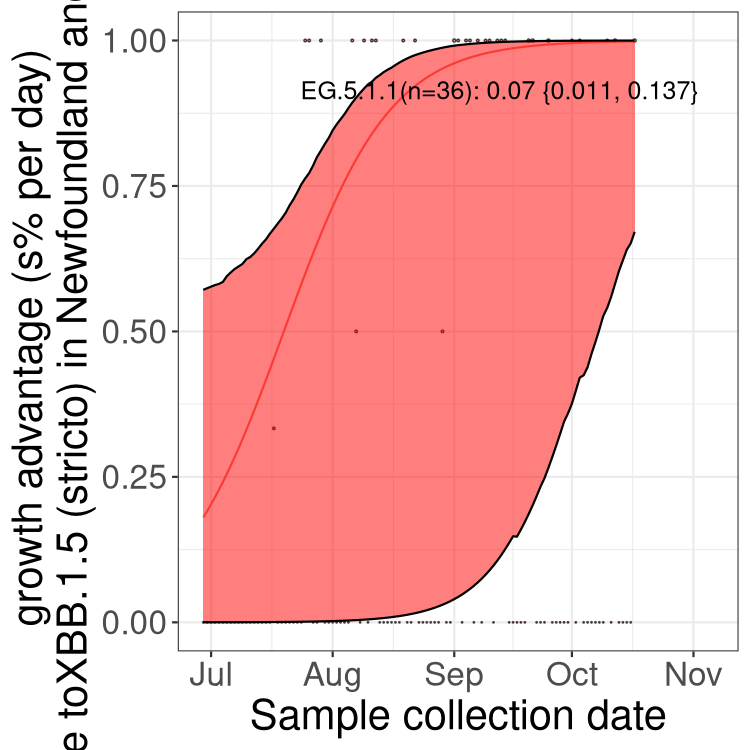 growth advantage (s% per day)
toXBB.1.5 (stricto) in Newfoundland
1.00
0.75
0.50
0.25
0.00
EG.5.1.1(n=36): 0.07 {0.011, 0.137}
Jul Aug Sep Oct Nov
Sample collection date